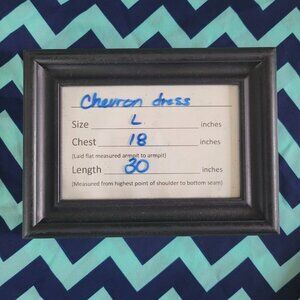 Chevron dress
Size L inches
Chest 18 inches
(Laid flat measured armpit to armpit)
Length 30 inches
(Measured from highest point of shoulder to bottom seam)